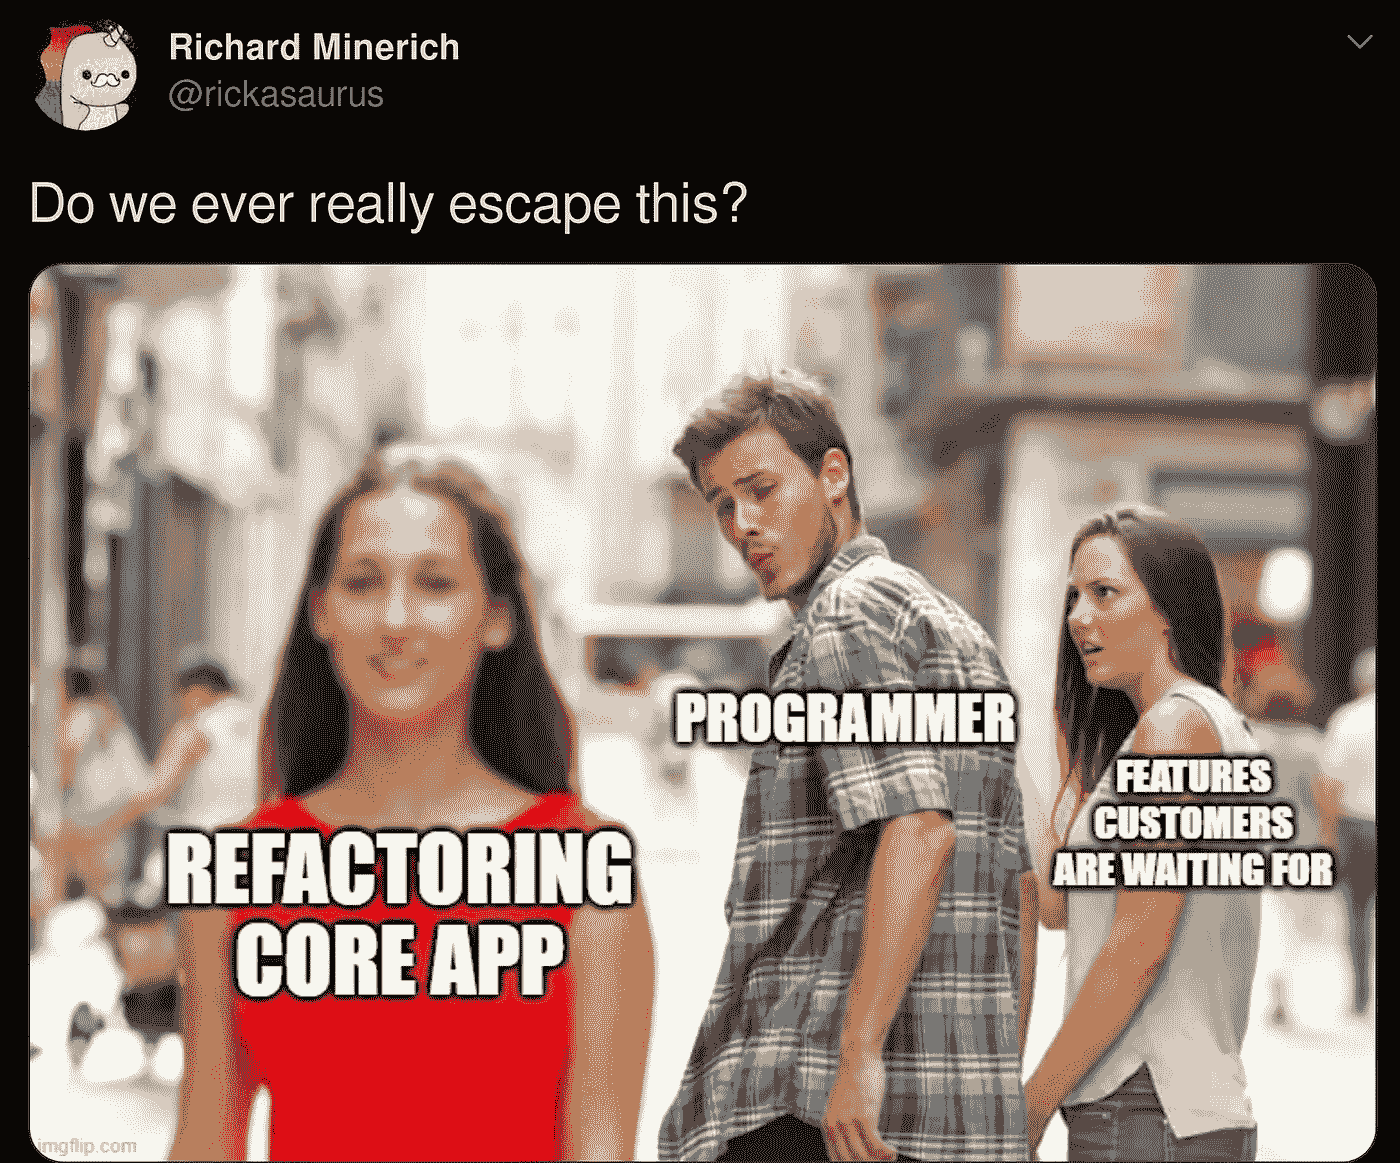 Richard Minerich
@rickasaurus
Do we ever really escape this?
PROGRAMMER
FEATURES
CUSTOMERS
ARE WAITING FOR
REFACTORING
CORE APP
imgflip.com